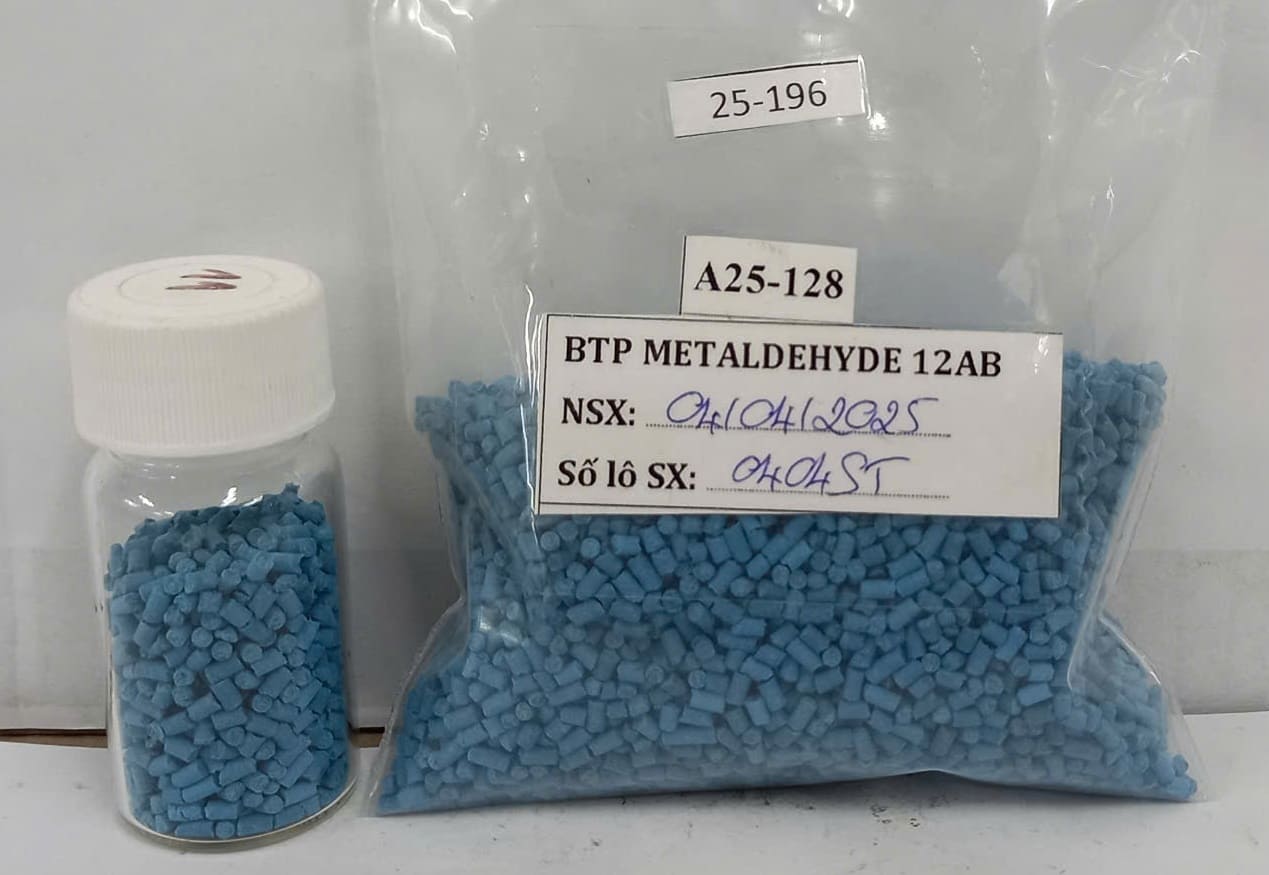 25-196
A25-128
BTP METALDEHYDE 12AB
NSX: 04/04/2025
Số lô SX: 0404ST